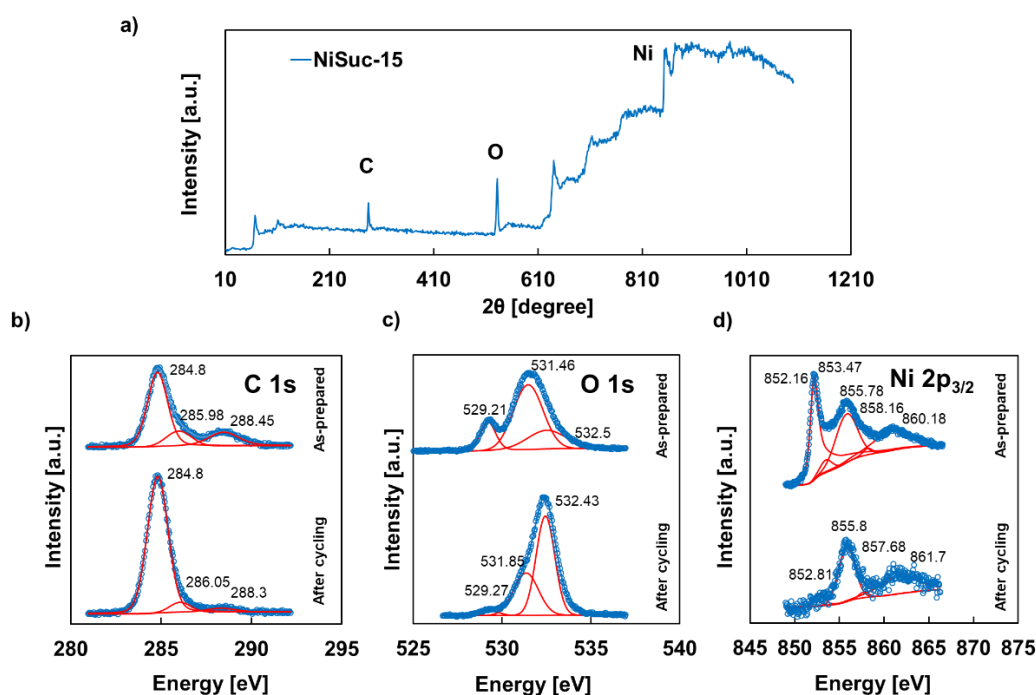 a)
NiSuc-15
Ni
C
O
Intensity [a.u.]
10 210 410 610 810 1010 1210
2θ [degree]
b)
284.8
C 1s
285.98
288.45
As-prepared
284.8
286.05
288.3
After cycling
Intensity [a.u.]
280 285 290 295
Energy [eV]
c)
531.46
O 1s
529.21
532.5
As-prepared
532.43
531.85
529.27
After cycling
Intensity [a.u.]
525 530 535 540
Energy [eV]
d)
853.47
Ni 2p3/2
852.16
855.78
858.16
860.18
As-prepared
855.8
857.68
861.7
852.81
After cycling
Intensity [a.u.]
845 850 855 860 865 870 875
Energy [eV]